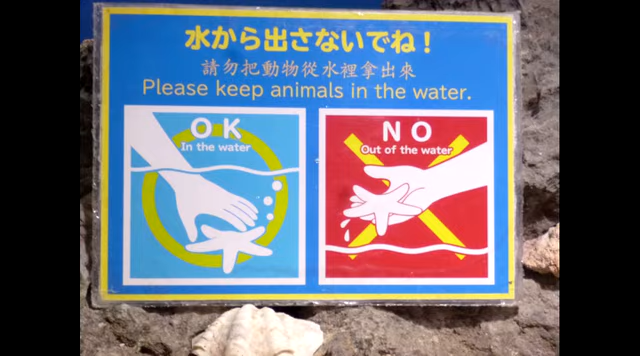 水から出さないでね！
請勿把動物從水裡拿出來
Please keep animals in the water.
OK
In the water
NO
Out of the water